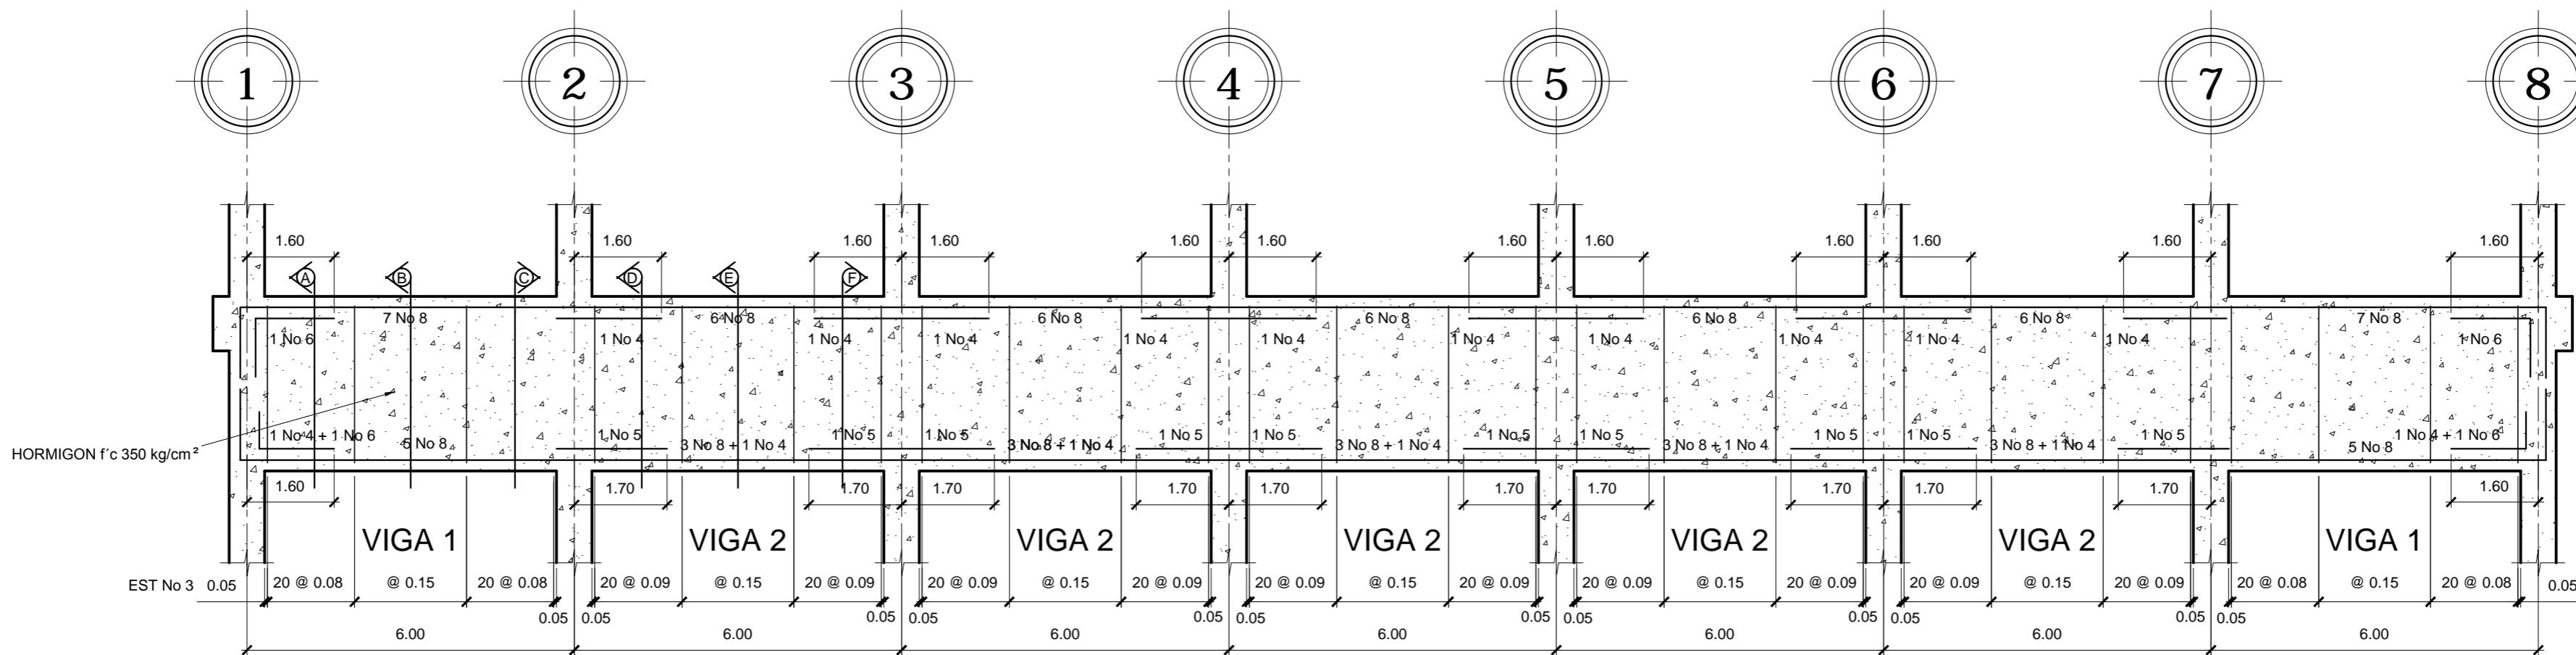 1 2 3 4 5 6 7 8
1.60 1.60 1.60 1.60 1.60 1.60 1.60 1.60 1.60 1.60 1.60 1.60
A B C D E F
7 No 8 6 No 8 6 No 8 6 No 8 6 No 8 6 No 8 7 No 8
1 No 6 1 No 4 1 No 4 1 No 4 1 No 4 1 No 4 1 No 4 1 No 4 1 No 4 1 No 4 1 No 4 1 No 6
1 No 4 + 1 No 6 1 No 5 1 No 5 1 No 5 1 No 5 1 No 5 1 No 5 1 No 5 1 No 5 1 No 5 1 No 5 1 No 4 + 1 No 6
5 No 8 3 No 8 + 1 No 4 3 No 8 + 1 No 4 3 No 8 + 1 No 4 3 No 8 + 1 No 4 3 No 8 + 1 No 4 5 No 8
HORMIGON f´c 350 kg/cm²
1.60 1.70 1.70 1.70 1.70 1.70 1.70 1.70 1.70 1.70 1.70 1.60
VIGA 1 VIGA 2 VIGA 2 VIGA 2 VIGA 2 VIGA 2 VIGA 1
EST No 3 0.05 20 @ 0.08 @ 0.15 20 @ 0.08 20 @ 0.09 @ 0.15 20 @ 0.09 20 @ 0.09 @ 0.15 20 @ 0.09 20 @ 0.09 @ 0.15 20 @ 0.09 20 @ 0.09 @ 0.15 20 @ 0.09 20 @ 0.09 @ 0.15 20 @ 0.09 20 @ 0.08 @ 0.15 20 @ 0.08 0.05
0.05 0.05 0.05 0.05 0.05 0.05 0.05 0.05 0.05 0.05 0.05 0.05
6.00 6.00 6.00 6.00 6.00 6.00 6.00